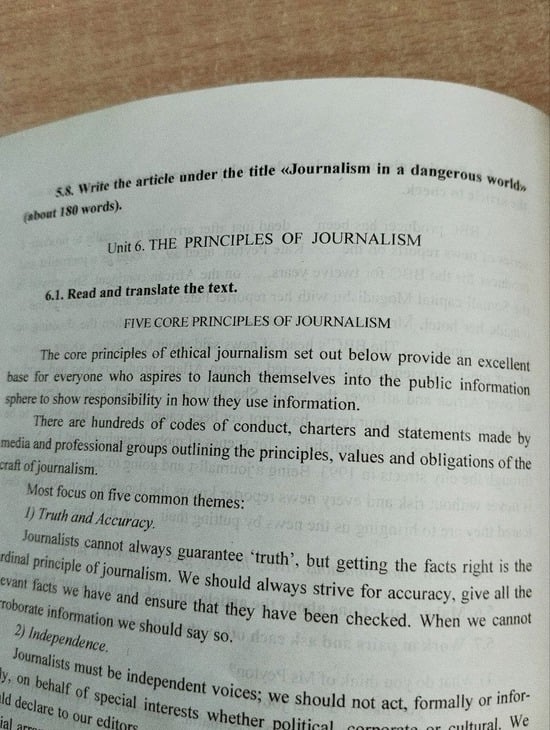 5.8. Write the article under the title «Journalism in a dangerous world»
(about 180 words).
Unit 6. THE PRINCIPLES OF JOURNALISM
6.1. Read and translate the text.
FIVE CORE PRINCIPLES OF JOURNALISM
The core principles of ethical journalism set out below provide an excellent
base for everyone who aspires to launch themselves into the public information
sphere to show responsibility in how they use information.
There are hundreds of codes of conduct, charters and statements made by
media and professional groups outlining the principles, values and obligations of the
craft of journalism.
Most focus on five common themes:
1) Truth and Accuracy.
Journalists cannot always guarantee ‘truth’, but getting the facts right is the
rdinal principle of journalism. We should always strive for accuracy, give all the
evant facts we have and ensure that they have been checked. When we cannot
rroborate information we should say so.
2) Independence.
Journalists must be independent voices; we should not act, formally or infor-
ly, on behalf of special interests whether political, corporate or cultural. We
ld declare to our editors